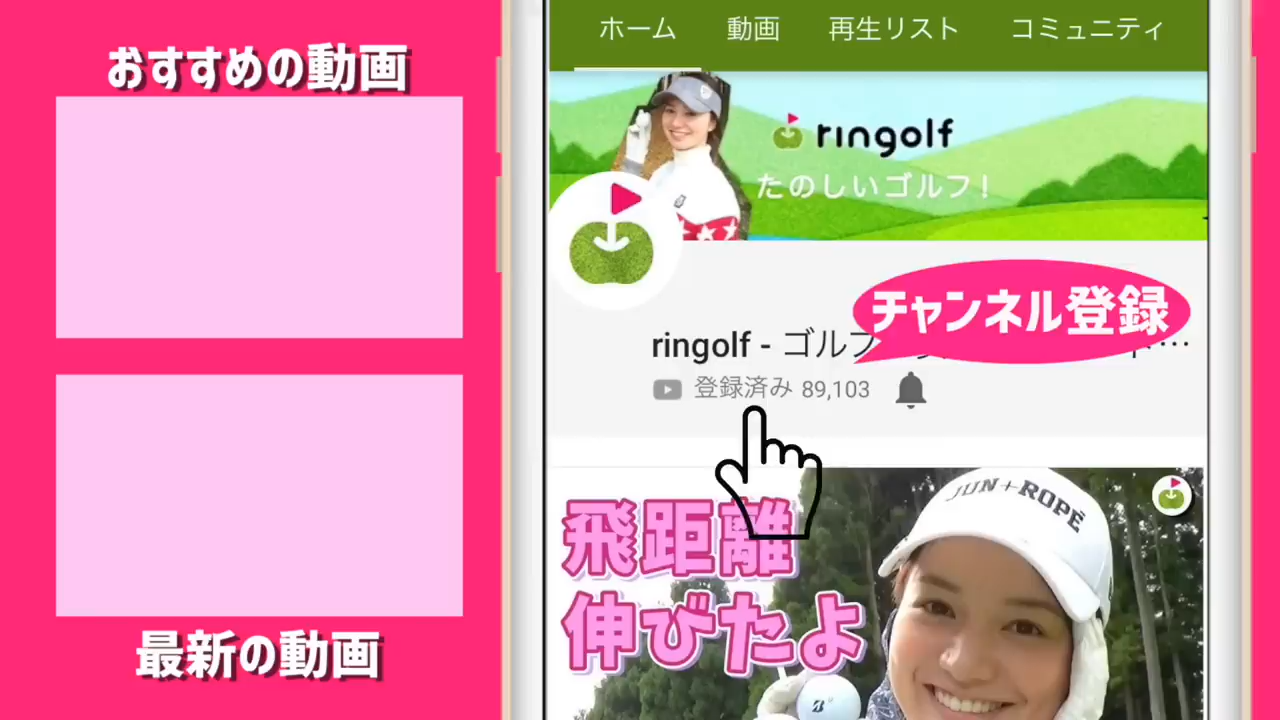 おすすめの動画
最新の動画
ホーム 動画 再生リスト コミュニティ
ringolf
たのしいゴルフ!
チャンネル登録
ringolf - ゴルフ
登録済み 89,103
JUN+ROPÉ
飛距離
伸びたよ
B